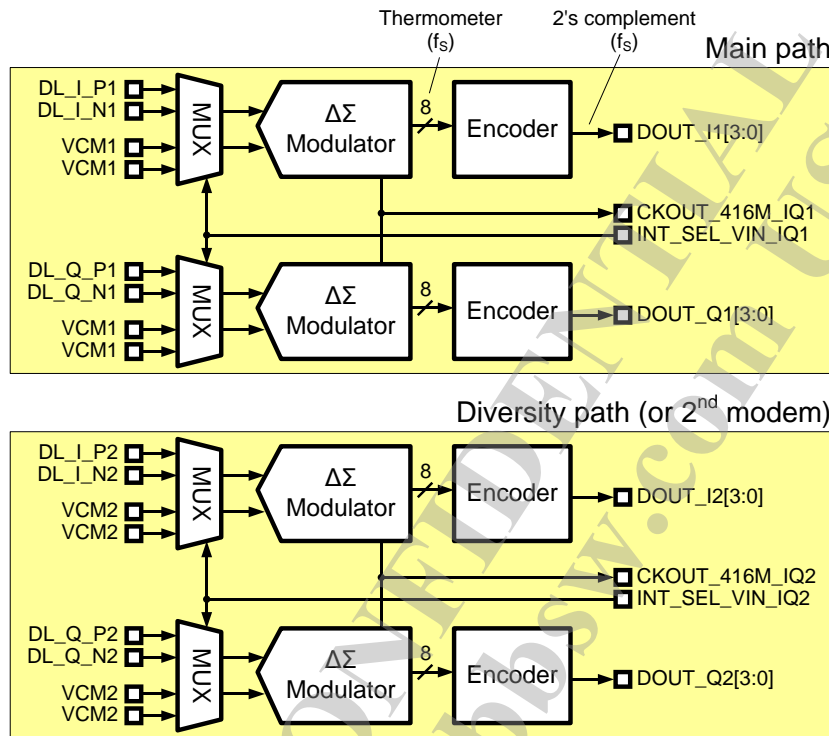 Thermometer
(fS)
2's complement
(fS)
Main path
DL_I_P1
DL_I_N1
VCM1
VCM1
MUX
ΔΣ
Modulator
8
Encoder
DOUT_I1[3:0]
CKOUT_416M_IQ1
INT_SEL_VIN_IQ1
DL_Q_P1
DL_Q_N1
VCM1
VCM1
MUX
ΔΣ
Modulator
8
Encoder
DOUT_Q1[3:0]
Diversity path (or 2nd modem)
DL_I_P2
DL_I_N2
VCM2
VCM2
MUX
ΔΣ
Modulator
8
Encoder
DOUT_I2[3:0]
CKOUT_416M_IQ2
INT_SEL_VIN_IQ2
DL_Q_P2
DL_Q_N2
VCM2
VCM2
MUX
ΔΣ
Modulator
8
Encoder
DOUT_Q2[3:0]